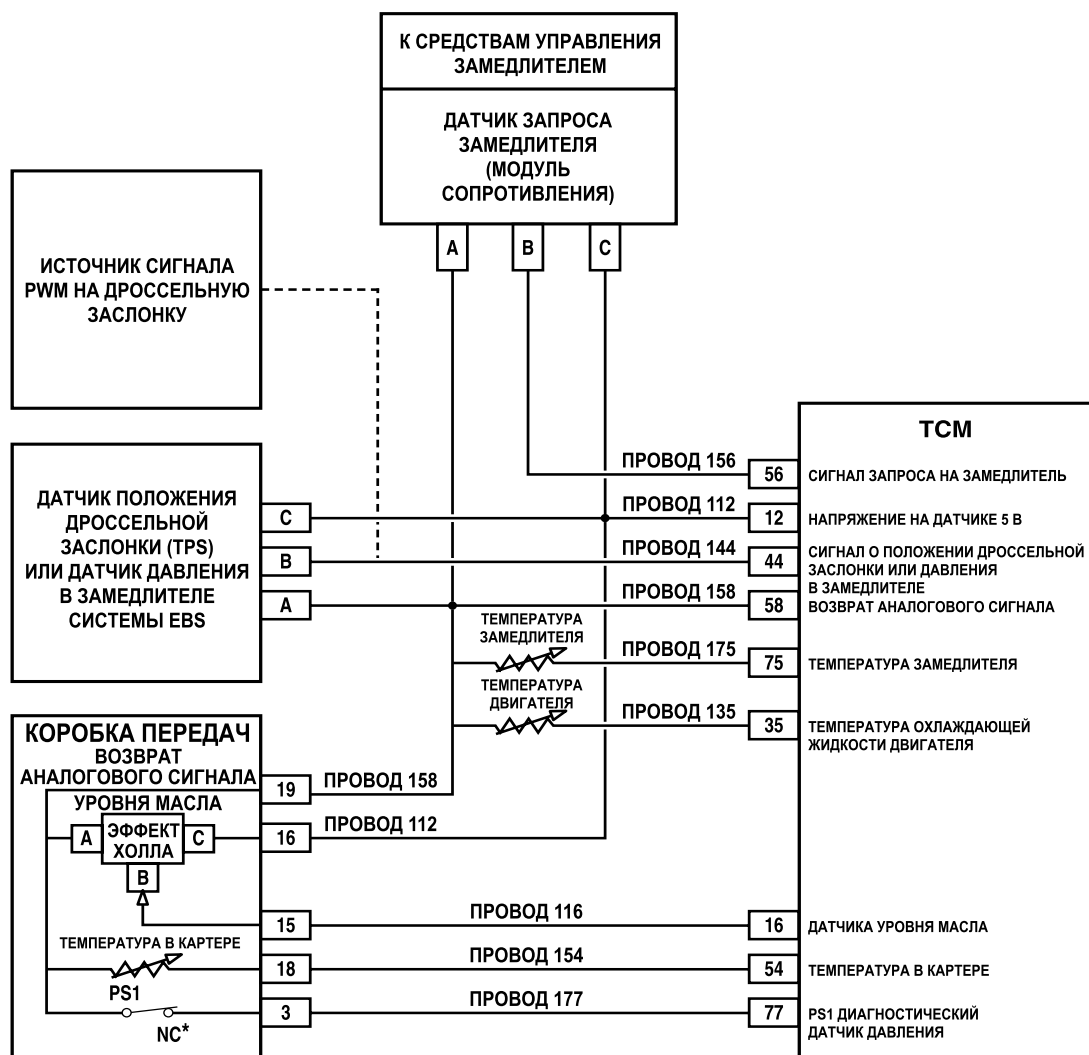 К СРЕДСТВАМ УПРАВЛЕНИЯ
ЗАМЕДЛИТЕЛЕМ
ДАТЧИК ЗАПРОСА
ЗАМЕДЛИТЕЛЯ
(МОДУЛЬ
СОПРОТИВЛЕНИЯ)
A
B
C
ИСТОЧНИК СИГНАЛА
PWM НА ДРОССЕЛЬНУЮ
ЗАСЛОНКУ
ДАТЧИК ПОЛОЖЕНИЯ
ДРОССЕЛЬНОЙ
ЗАСЛОНКИ (TPS)
ИЛИ ДАТЧИК ДАВЛЕНИЯ
В ЗАМЕДЛИТЕЛЕ
СИСТЕМЫ EBS
C
B
A
TCM
ПРОВОД 156
56
СИГНАЛ ЗАПРОСА НА ЗАМЕДЛИТЕЛЬ
ПРОВОД 112
12
НАПРЯЖЕНИЕ НА ДАТЧИКЕ 5 В
ПРОВОД 144
44
СИГНАЛ О ПОЛОЖЕНИИ ДРОССЕЛЬНОЙ
ЗАСЛОНКИ ИЛИ ДАВЛЕНИЯ
В ЗАМЕДЛИТЕЛЕ
ПРОВОД 158
58
ВОЗВРАТ АНАЛОГОВОГО СИГНАЛА
ТЕМПЕРАТУРА
ЗАМЕДЛИТЕЛЯ
ПРОВОД 175
75
ТЕМПЕРАТУРА ЗАМЕДЛИТЕЛЯ
ТЕМПЕРАТУРА
ДВИГАТЕЛЯ
ПРОВОД 135
35
ТЕМПЕРАТУРА ОХЛАЖДАЮЩЕЙ
ЖИДКОСТИ ДВИГАТЕЛЯ
КОРОБКА ПЕРЕДАЧ
ВОЗВРАТ
АНАЛОГОВОГО СИГНАЛА
19
ПРОВОД 158
УРОВНЯ МАСЛА
A
ЭФФЕКТ
ХОЛЛА
C
B
16
ПРОВОД 112
15
ПРОВОД 116
16
ДАТЧИКА УРОВНЯ МАСЛА
ТЕМПЕРАТУРА В КАРТЕРЕ
18
ПРОВОД 154
54
ТЕМПЕРАТУРА В КАРТЕРЕ
PS1
NC*
3
ПРОВОД 177
77
PS1 ДИАГНОСТИЧЕСКИЙ
ДАТЧИК ДАВЛЕНИЯ